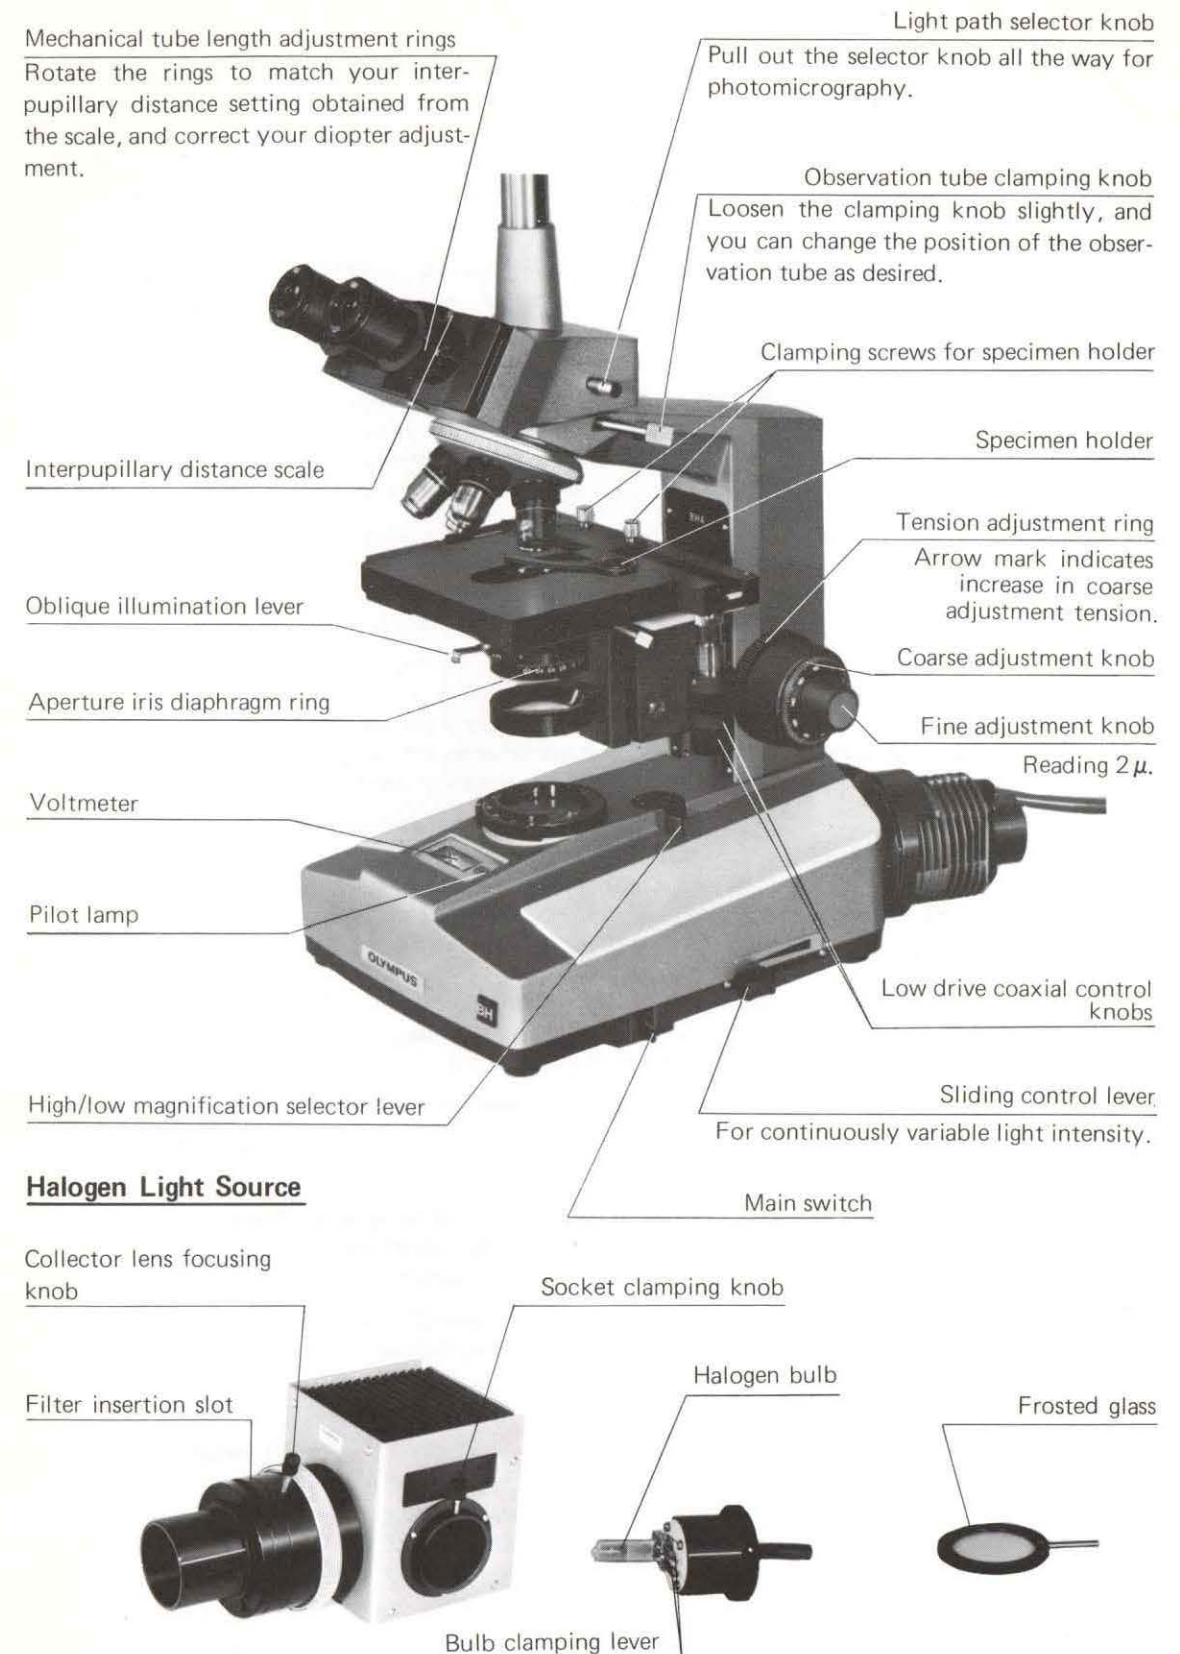 Mechanical tube length adjustment rings
Rotate the rings to match your inter-
pupillary distance setting obtained from
the scale, and correct your diopter adjust-
ment.
Light path selector knob
Pull out the selector knob all the way for
photomicrography.
Observation tube clamping knob
Loosen the clamping knob slightly, and
you can change the position of the obser-
vation tube as desired.
Clamping screws for specimen holder
Specimen holder
Interpupillary distance scale
BHA
Tension adjustment ring
Arrow mark indicates
increase in coarse
adjustment tension.
Oblique illumination lever
Coarse adjustment knob
Aperture iris diaphragm ring
Fine adjustment knob
Reading 2μ.
Voltmeter
Pilot lamp
OLYMPUS
BH
Low drive coaxial control
knobs
High/low magnification selector lever
Sliding control lever
For continuously variable light intensity.
Main switch
Halogen Light Source
Collector lens focusing
knob
Socket clamping knob
Filter insertion slot
Halogen bulb
Frosted glass
Bulb clamping lever